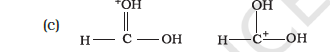 ⁺OH OH
(c) H — C — OH H — C⁺ — OH